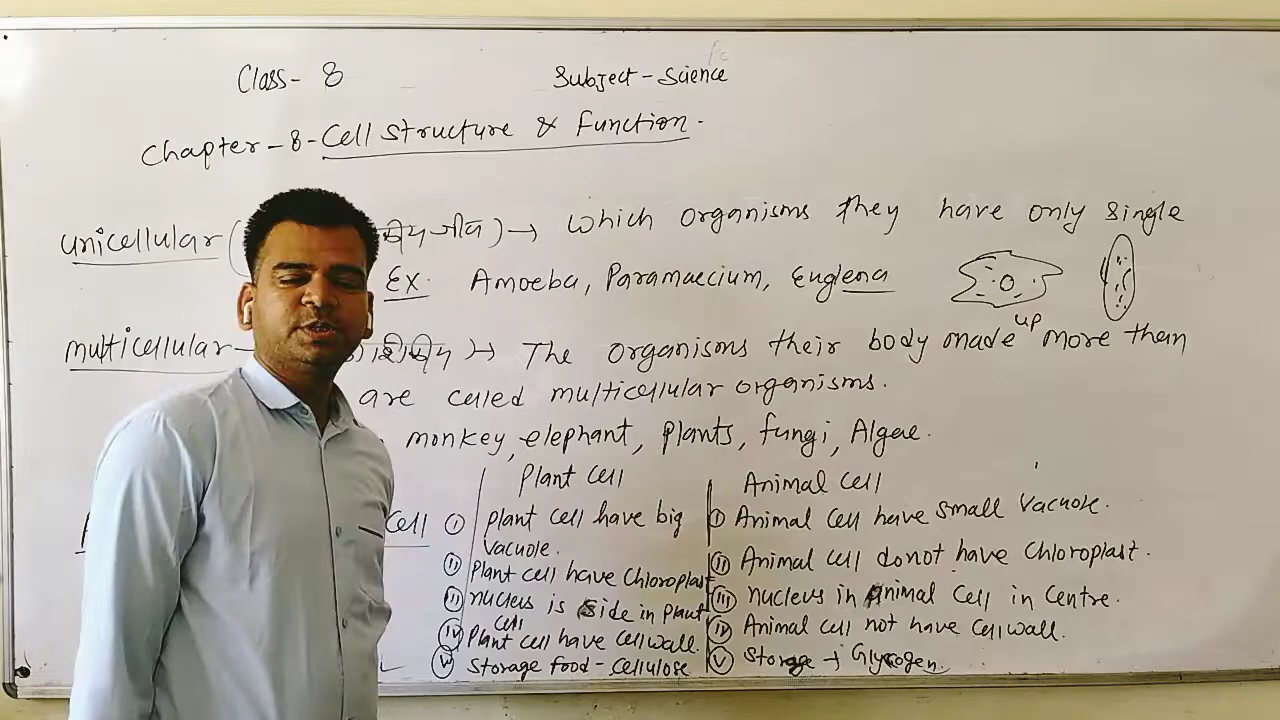 Class- 8 Subject-Science
Chapter-8-Cell Structure & Function.
unicellular ( ीय जीव) → Which organisms they have only single
Ex. Amoeba, Paramaecium, Euglena
multicellular- → The organisms their body made up more than
are called multicellular organisms.
monkey, elephant, plants, fungi, Algae.
Plant Cell Animal Cell
Cell (i) Plant cell have big (i) Animal Cell have small Vacuole.
Vacuole.
(ii) Plant cell have Chloroplast (ii) Animal cell donot have Chloroplast.
(iii) nucleus is side in Plant (iii) nucleus in Animal Cell in Centre.
cell
(iv) Plant cell have cell wall. (iv) Animal cell not have Cell wall.
(v) Storage food - cellulose (v) Storage → Glycogen.